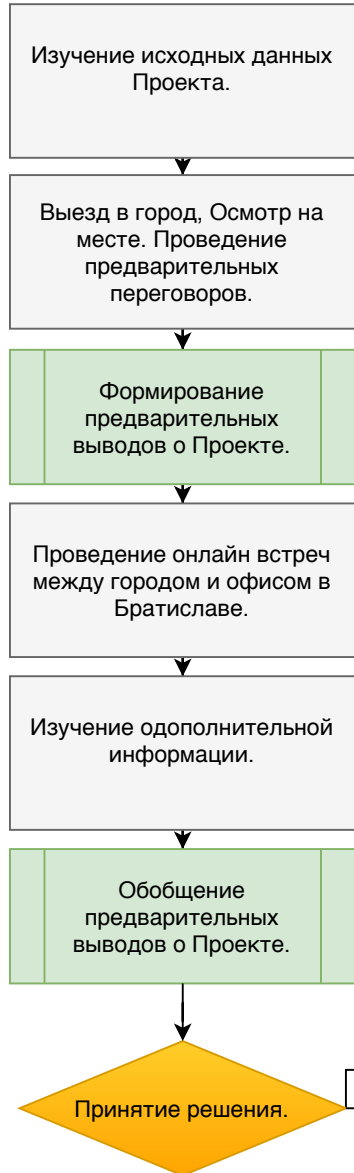 Изучение исходных данных
Проекта.
Выезд в город, Осмотр на
месте. Проведение
предварительных
переговоров.
Формирование
предварительных
выводов о Проекте.
Проведение онлайн встреч
между городом и офисом в
Братиславе.
Изучение одополнительной
информации.
Обобщение
предварительных
выводов о Проекте.
Принятие решения.